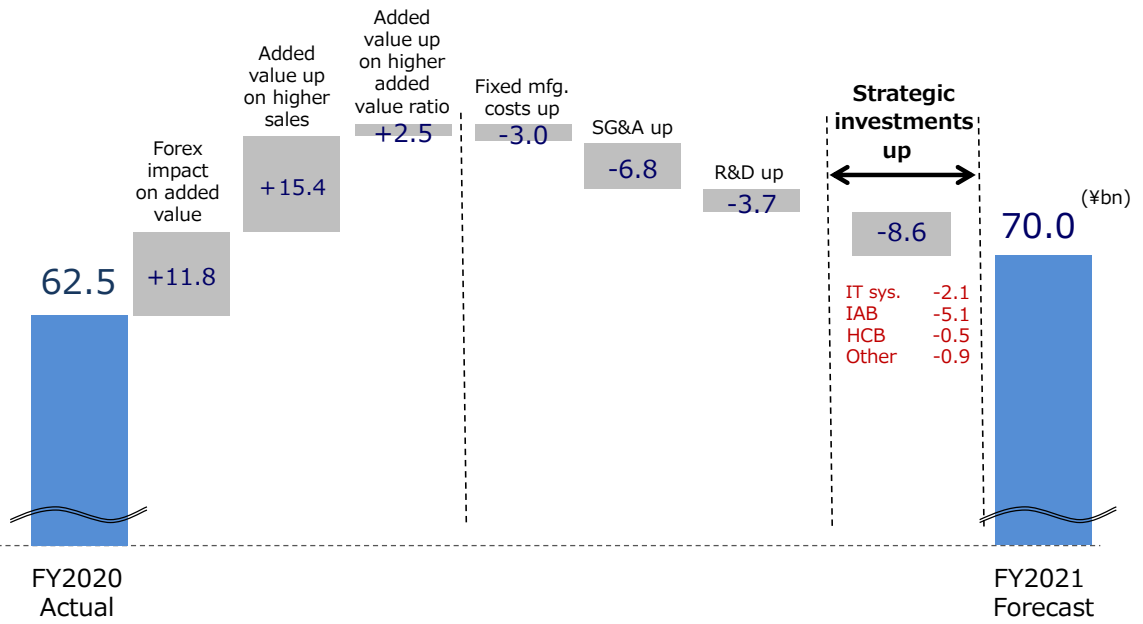 62.5
Forex
impact
on added
value
+11.8
Added
value up
on higher
sales
+15.4
Added
value up
on higher
added
value ratio
+2.5
Fixed mfg.
costs up
-3.0
SG&A up
-6.8
R&D up
-3.7
Strategic
investments
up
-8.6
IT sys. -2.1
IAB -5.1
HCB -0.5
Other -0.9
(¥bn)
70.0
FY2020
Actual
FY2021
Forecast